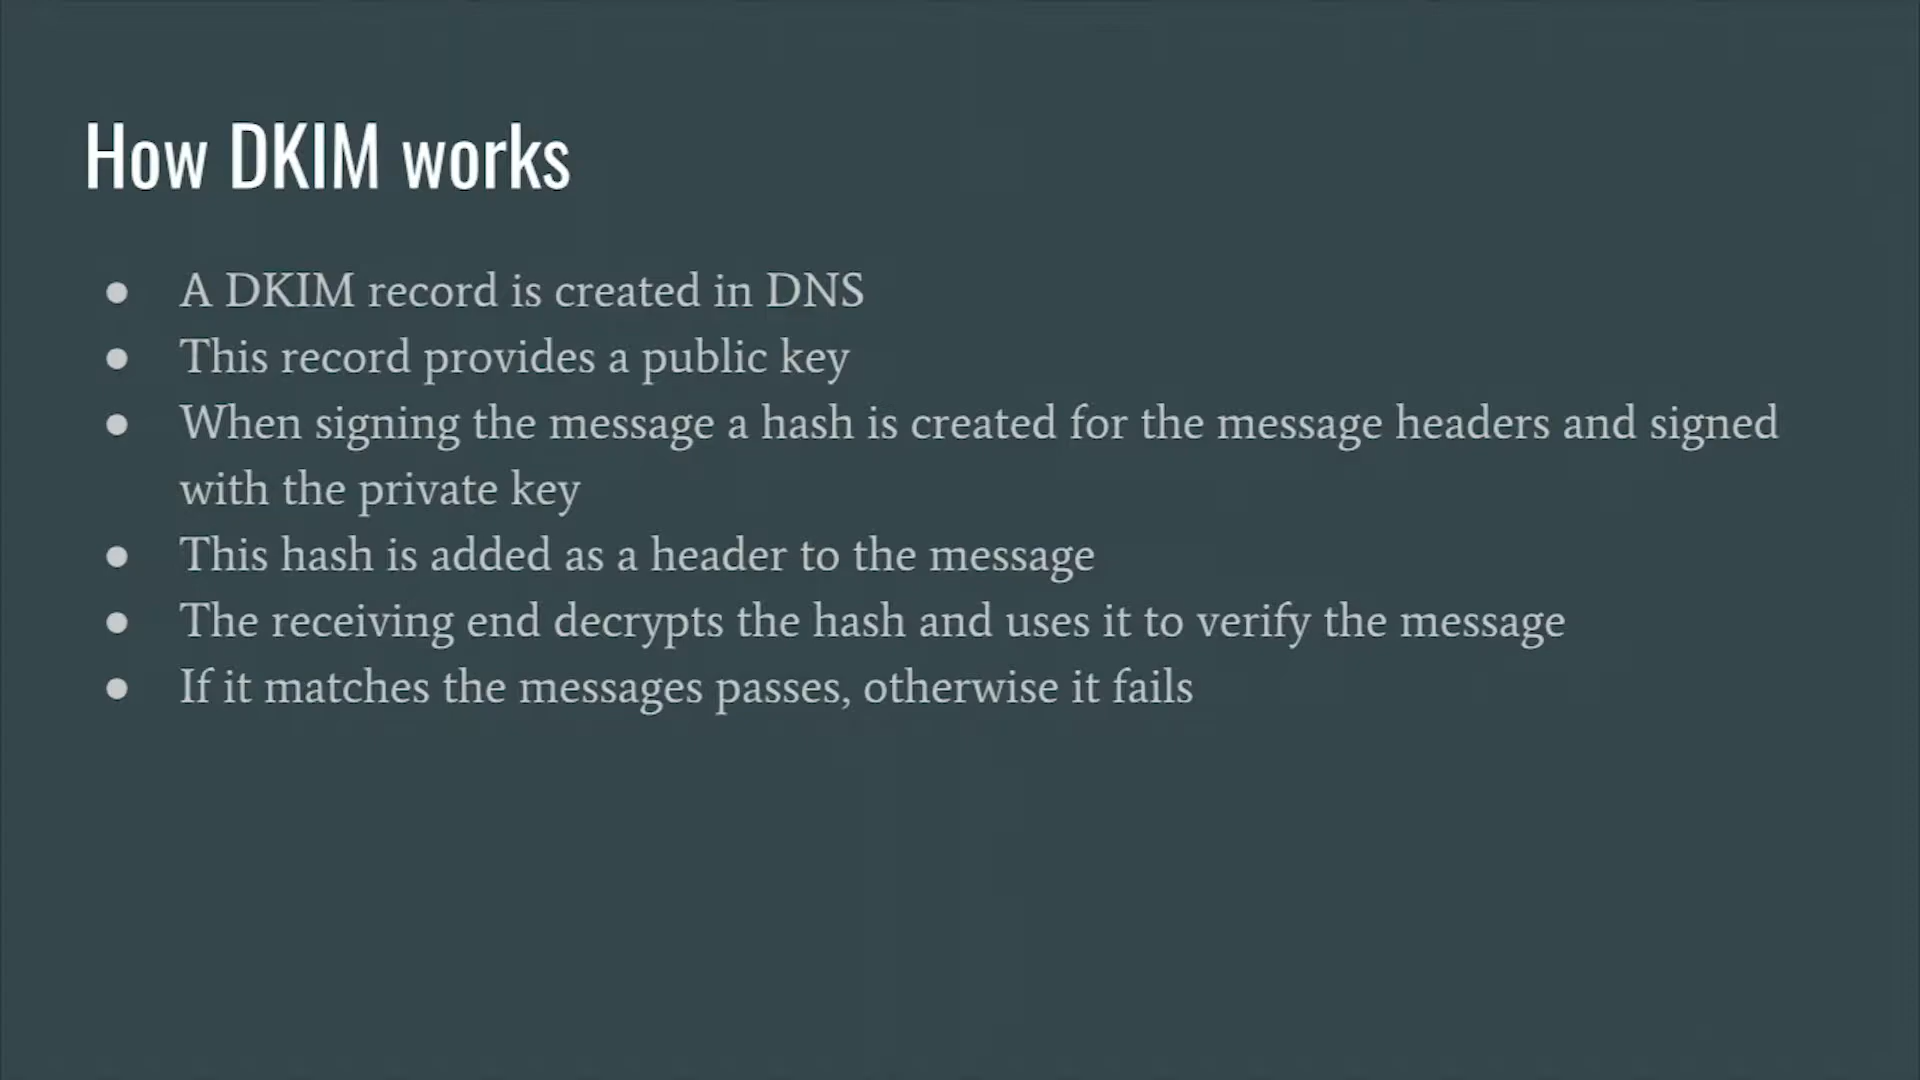 How DKIM works
● A DKIM record is created in DNS
● This record provides a public key
● When signing the message a hash is created for the message headers and signed
with the private key
● This hash is added as a header to the message
● The receiving end decrypts the hash and uses it to verify the message
● If it matches the messages passes, otherwise it fails